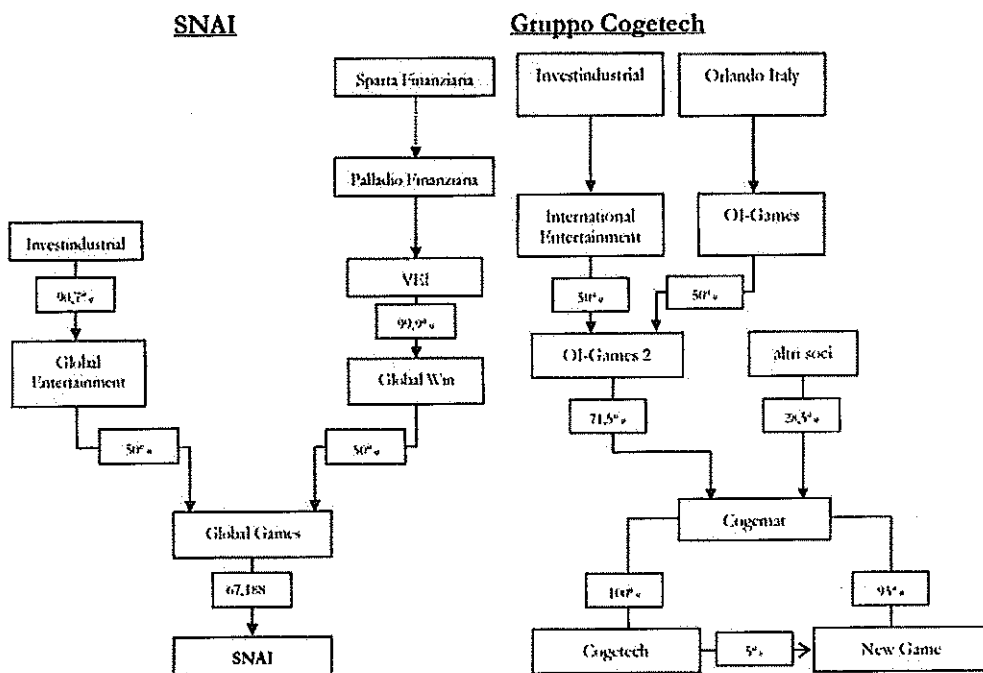 SNAI
Gruppo Cogetech
Sparta Finanziaria
Investindustrial
Orlando Italy
Palladio Finanziaria
Investindustrial
International
Entertainment
OI-Games
90,7%
VEI
99,9%
50%
50%
Global
Entertainment
Global Win
OI-Games 2
altri soci
50%
50%
71,5%
28,5%
Global Games
Cogemat
67,188
100%
95%
SNAI
Cogetech
5%
New Game